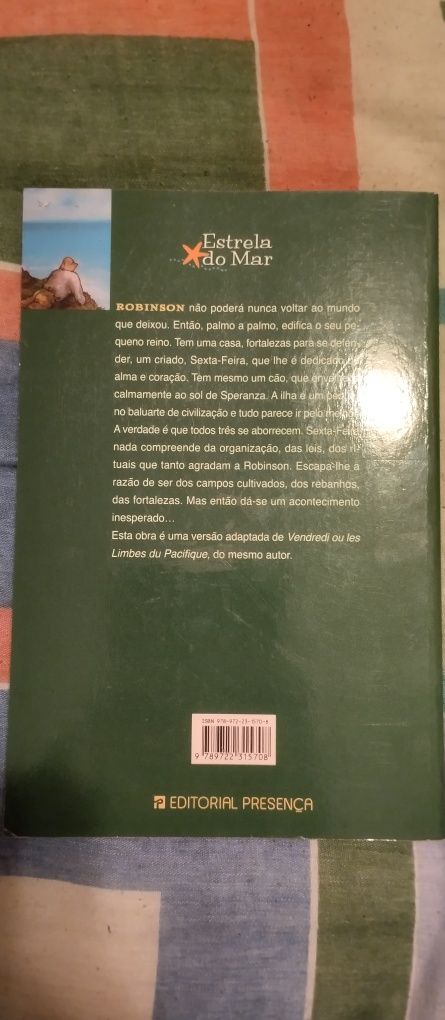 Estrela
do Mar
ROBINSON não poderá nunca voltar ao mundo
que deixou. Então, palmo a palmo, edifica o seu pe-
queno reino. Tem uma casa, fortalezas para se defen-
der, um criado, Sexta-Feira, que lhe é dedicado de
alma e coração. Tem mesmo um cão, que envelhece
calmamente ao sol de Speranza. A ilha é um peque-
no baluarte de civilização e tudo parece ir pelo melhor.
A verdade é que todos três se aborrecem. Sexta-Feira
nada compreende da organização, das leis, dos ri-
tuais que tanto agradam a Robinson. Escapa-lhe a
razão de ser dos campos cultivados, dos rebanhos,
das fortalezas. Mas então dá-se um acontecimento
inesperado...
Esta obra é uma versão adaptada de Vendredi ou les
Limbes du Pacifique, do mesmo autor.
ISBN 978-972-23-1570-8
9 789722 315708
EDITORIAL PRESENÇA